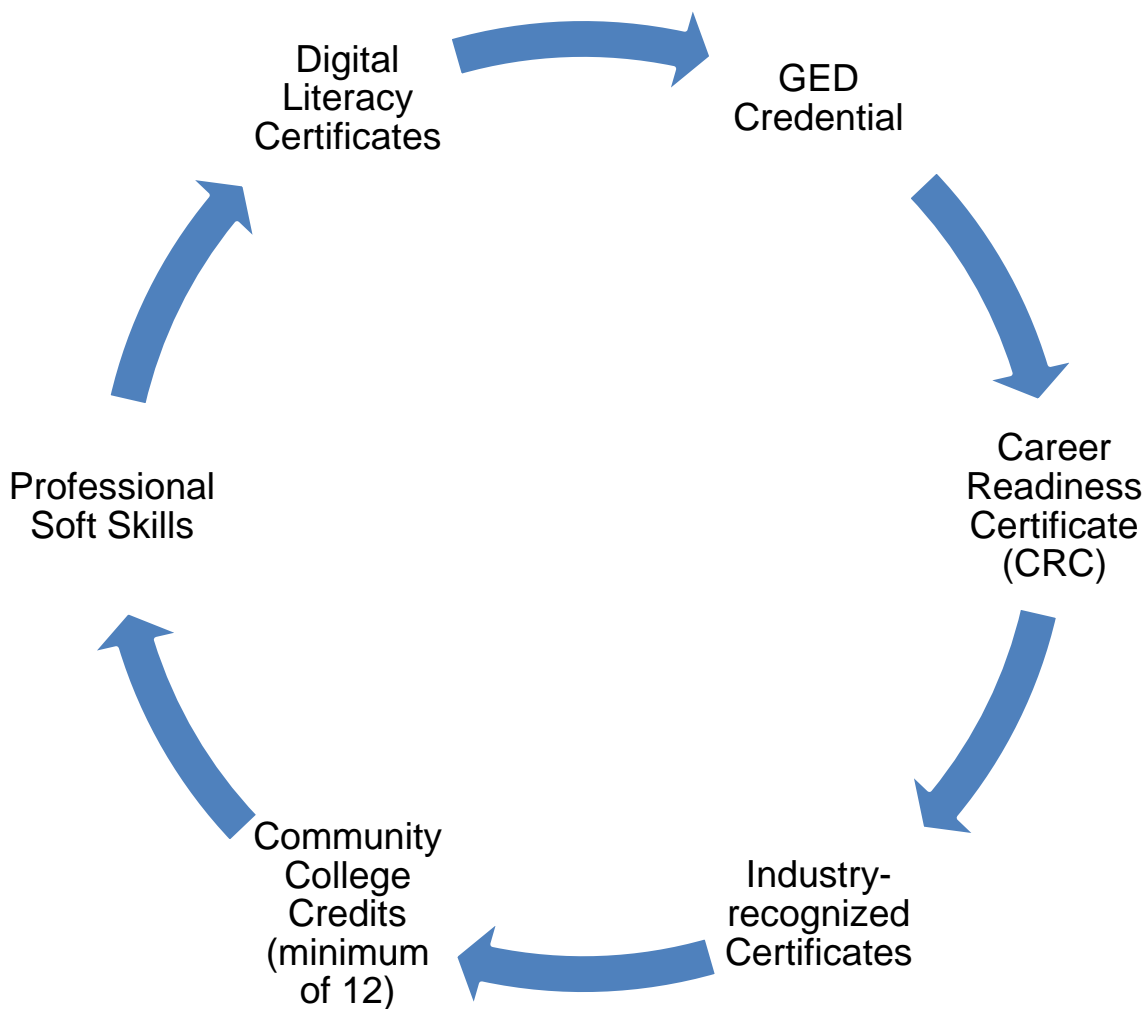 Digital
Literacy
Certificates
GED
Credential
Career
Readiness
Certificate
(CRC)
Industry-
recognized
Certificates
Community
College
Credits
(minimum
of 12)
Professional
Soft Skills